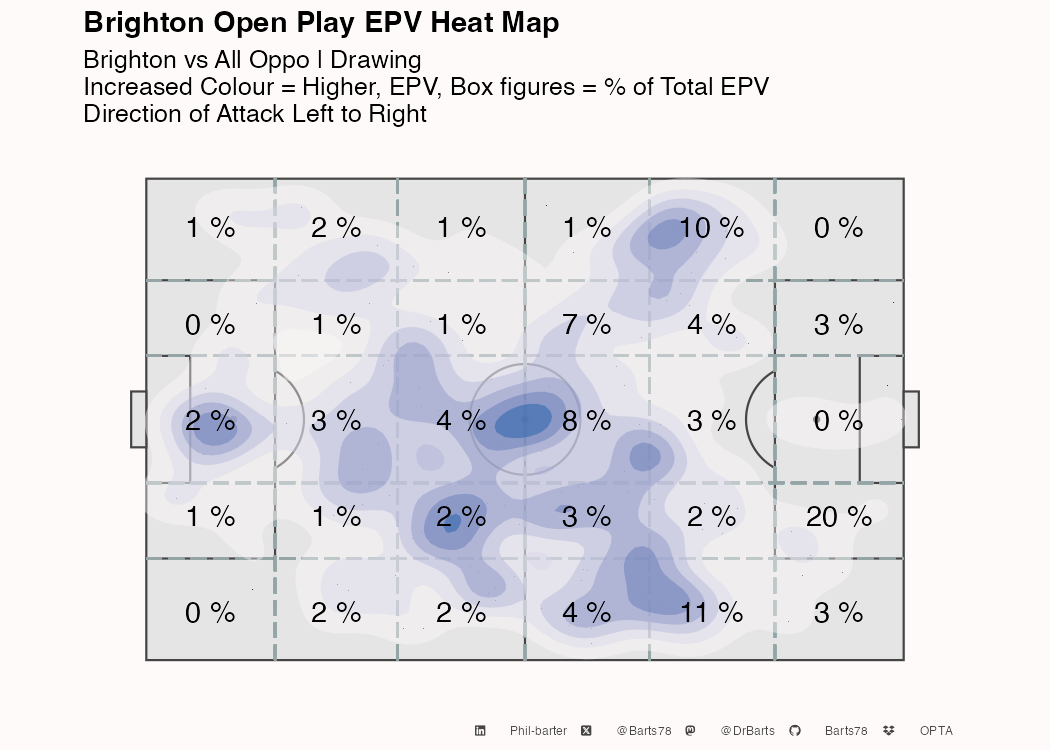 Brighton Open Play EPV Heat Map
Brighton vs All Oppo | Drawing
Increased Colour = Higher, EPV, Box figures = % of Total EPV
Direction of Attack Left to Right
1 % 2 % 1 % 1 % 10 % 0 %
0 % 1 % 1 % 7 % 4 % 3 %
2 % 3 % 4 % 8 % 3 % 0 %
1 % 1 % 2 % 3 % 2 % 20 %
0 % 2 % 2 % 4 % 11 % 3 %
Phil-barter @Barts78 @DrBarts Barts78 OPTA